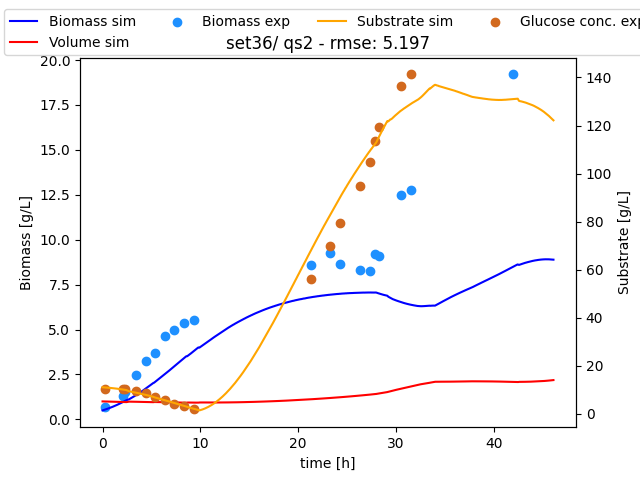 Biomass sim Biomass exp Substrate sim Glucose conc. exp
Volume sim
set36/ qs2 - rmse: 5.197
20.0
17.5
15.0
12.5
10.0
7.5
5.0
2.5
0.0
Biomass [g/L]
140
120
100
80
60
40
20
0
Substrate [g/L]
0 10 20 30 40
time [h]